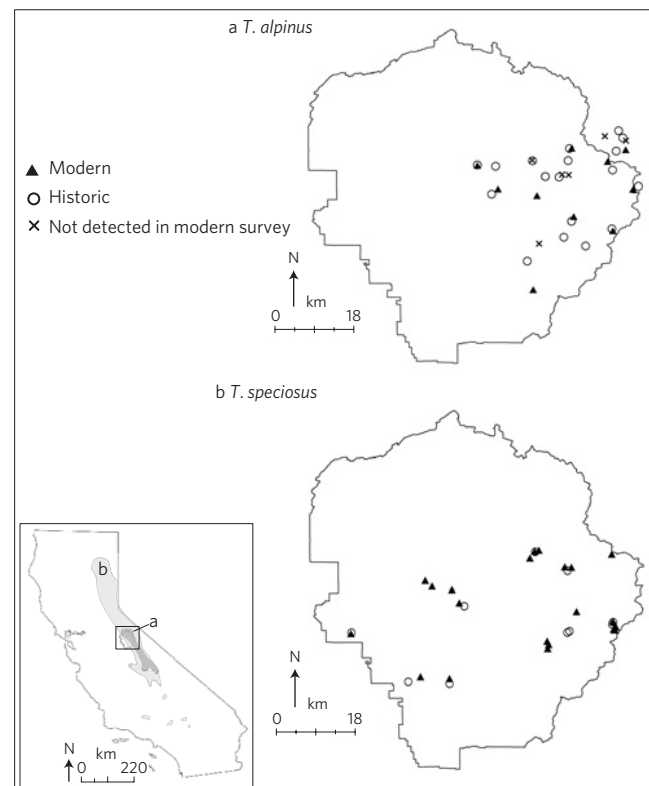 a T. alpinus
▲ Modern
○ Historic
× Not detected in modern survey
N
km
0 18
b T. speciosus
b
a
N
km
0 220
N
km
0 18